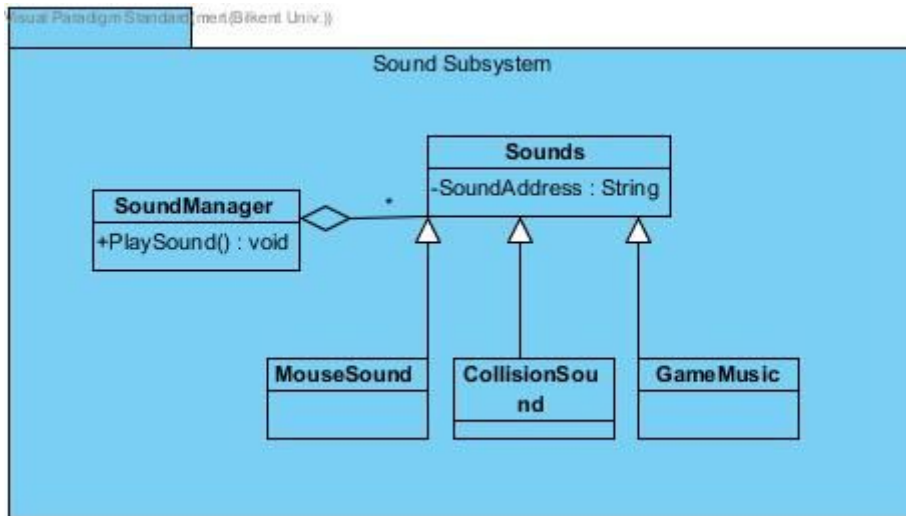 Visual Paradigm Standard(mert(Bilkent Univ.))
Sound Subsystem
Sounds
-SoundAddress : String
SoundManager
+PlaySound() : void
*
MouseSound
CollisionSou
nd
GameMusic